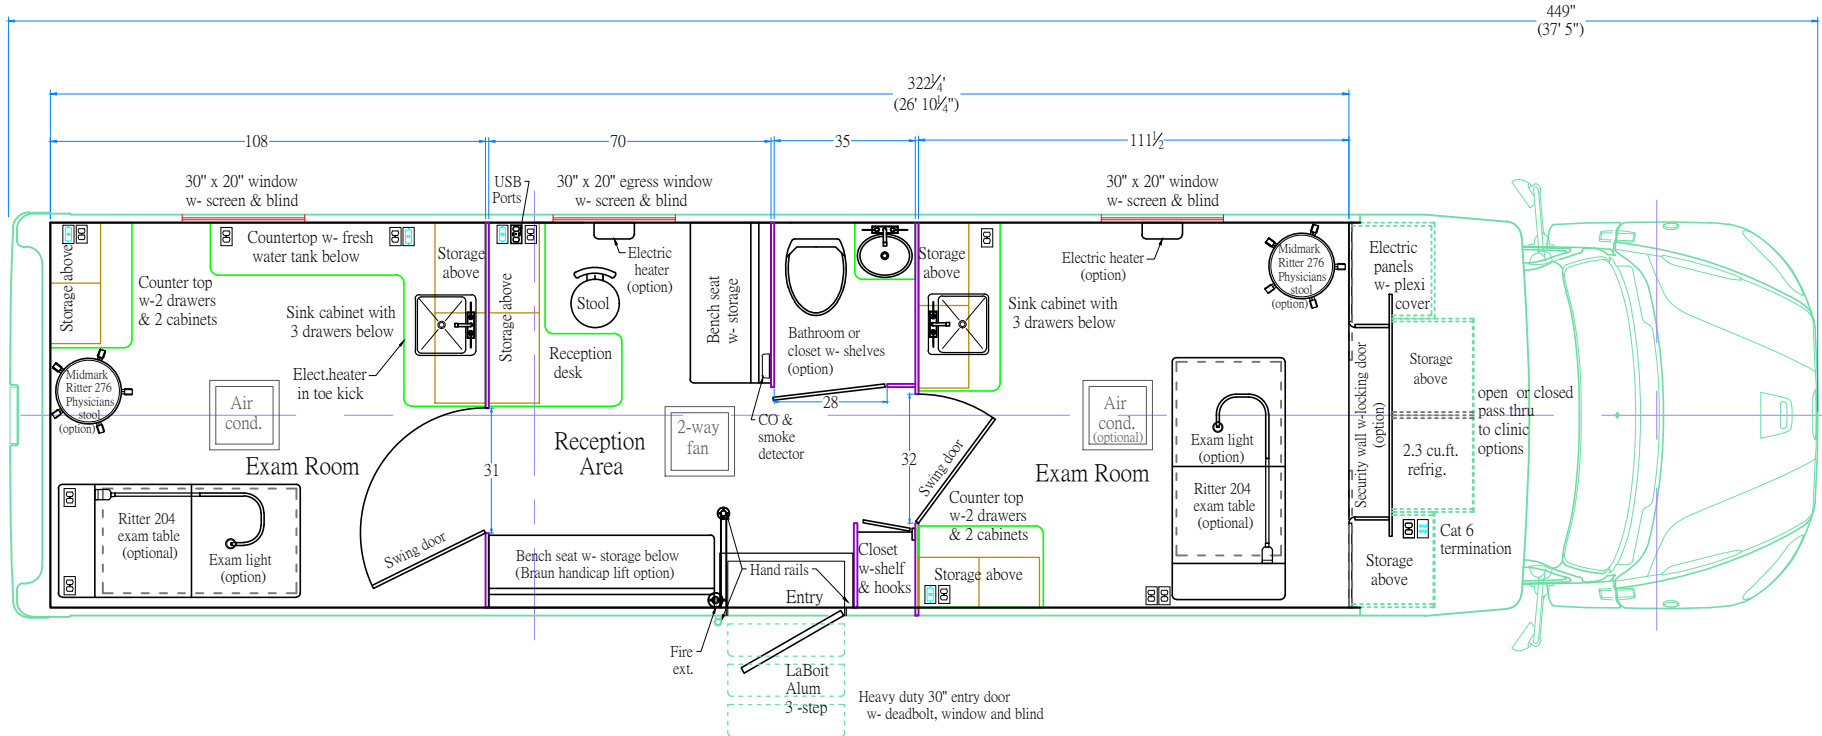 449"
(37' 5")
322¼'
(26' 10¼")
108
70
35
111½
30" x 20" window
w- screen & blind
USB
Ports
30" x 20" egress window
w- screen & blind
30" x 20" window
w- screen & blind
Storage above
Counter top
w-2 drawers
& 2 cabinets
Countertop w- fresh
water tank below
Storage
above
Sink cabinet with
3 drawers below
Elect.heater
in toe kick
Midmark
Ritter 276
Physicians
stool
(option)
Air
cond.
Exam Room
Ritter 204
exam table
(optional)
Exam light
(option)
Swing door
31
Storage above
Stool
Electric
heater
(option)
Reception
desk
Bench seat
w- storage
Reception
Area
2-way
fan
CO &
smoke
detector
Bench seat w- storage below
(Braun handicap lift option)
Fire
ext.
Hand rails
Entry
LaBoit
Alum
3 -step
Heavy duty 30" entry door
w- deadbolt, window and blind
Bathroom or
closet w- shelves
(option)
28
32
Swing door
Closet
w-shelf
& hooks
Storage
above
Sink cabinet with
3 drawers below
Electric heater
(option)
Midmark
Ritter 276
Physicians
stool
(option)
Air
cond.
(optional)
Exam Room
Counter top
w-2 drawers
& 2 cabinets
Storage above
Exam light
(option)
Ritter 204
exam table
(optional)
Security wall w-locking door
(option)
Electric
panels
w- plexi
cover
Storage
above
open or closed
pass thru
to clinic
options
2.3 cu.ft.
refrig.
Cat 6
termination
Storage
above